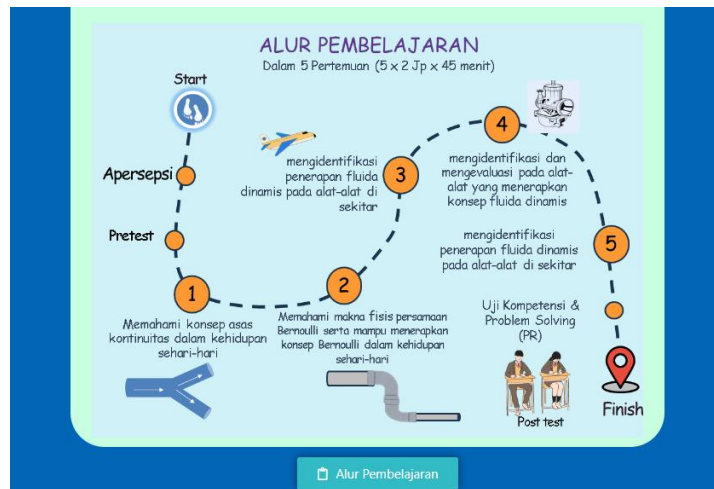 ALUR PEMBELAJARAN
Dalam 5 Pertemuan (5 x 2 Jp x 45 menit)
Start
Apersepsi
Pretest
1
Memahami konsep asas
kontinuitas dalam kehidupan
sehari-hari
2
Memahami makna fisis persamaan
Bernoulli serta mampu menerapkan
konsep Bernoulli dalam kehidupan
sehari-hari
3
mengidentifikasi
penerapan fluida
dinamis pada alat-alat di
sekitar
4
mengidentifikasi dan
mengevaluasi pada alat-
alat yang menerapkan
konsep fluida dinamis
5
mengidentifikasi
penerapan fluida dinamis
pada alat-alat di sekitar
Uji Kompetensi &
Problem Solving
(PR)
Post test
Finish
Alur Pembelajaran